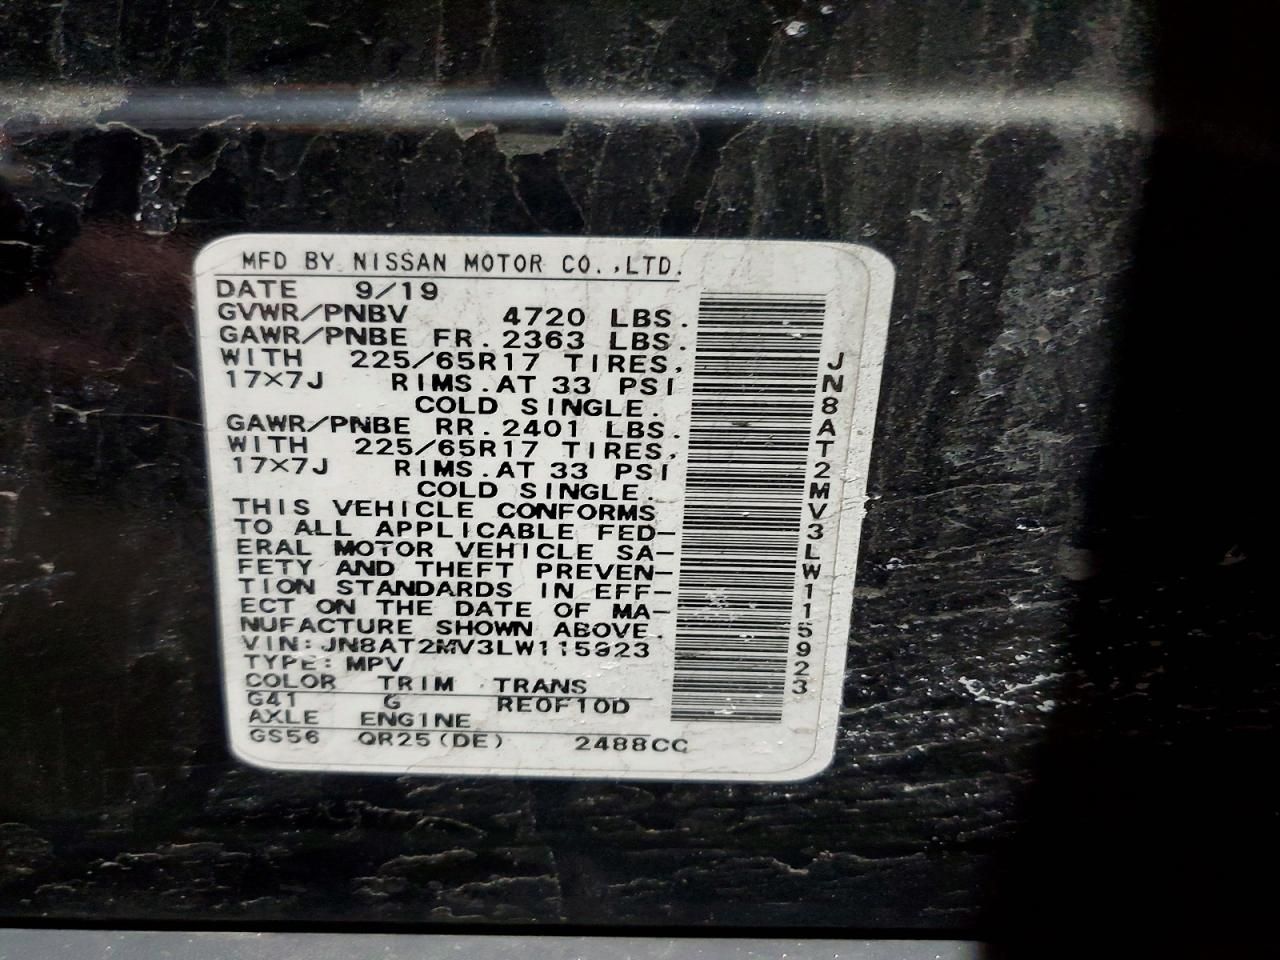 MFD BY NISSAN MOTOR CO.,LTD.
DATE 9/19
GVWR/PNBV 4720 LBS.
GAWR/PNBE FR. 2363 LBS.
WITH 225/65R17 TIRES,
17×7J RIMS.AT 33 PSI
COLD SINGLE.
GAWR/PNBE RR. 2401 LBS.
WITH 225/65R17 TIRES,
17×7J RIMS.AT 33 PSI
COLD SINGLE.
THIS VEHICLE CONFORMS
TO ALL APPLICABLE FED-
ERAL MOTOR VEHICLE SA-
FETY AND THEFT PREVEN-
TION STANDARDS IN EFF-
ECT ON THE DATE OF MA-
NUFACTURE SHOWN ABOVE.
VIN:JN8AT2MV3LW115923
TYPE:MPV
COLOR TRIM TRANS
G41 G RE0F10D
AXLE ENGINE
GS56 QR25(DE) 2488CC
JN8AT2MV3LW115923